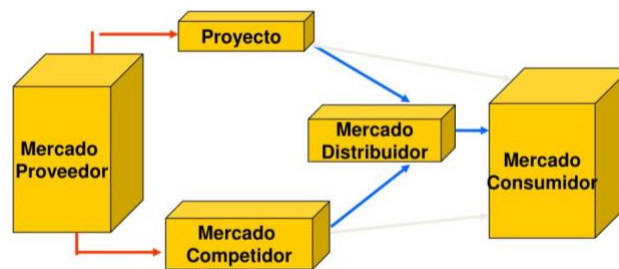 Proyecto
Mercado
Proveedor
Mercado
Distribuidor
Mercado
Consumidor
Mercado
Competidor